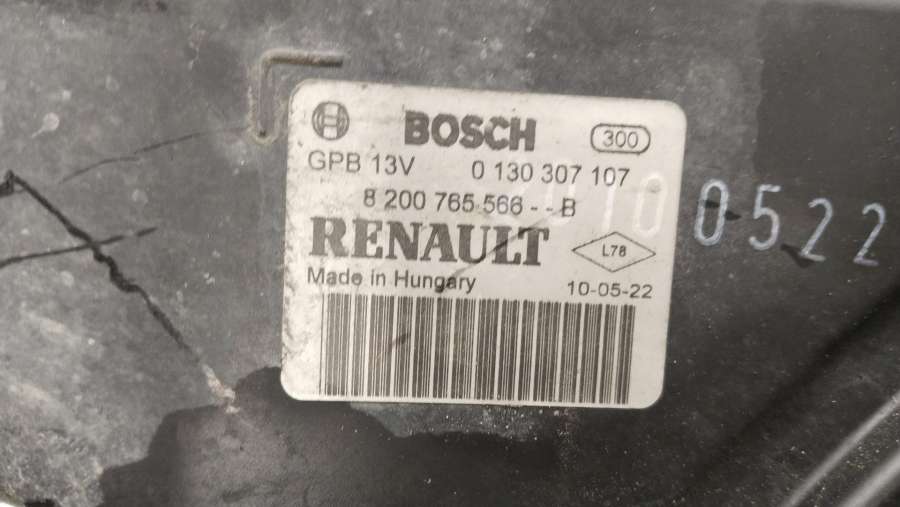 BOSCH 300
GPB 13V 0 130 307 107
8 200 765 566 - - B
RENAULT L78
Made in Hungary 10-05-22
20100522